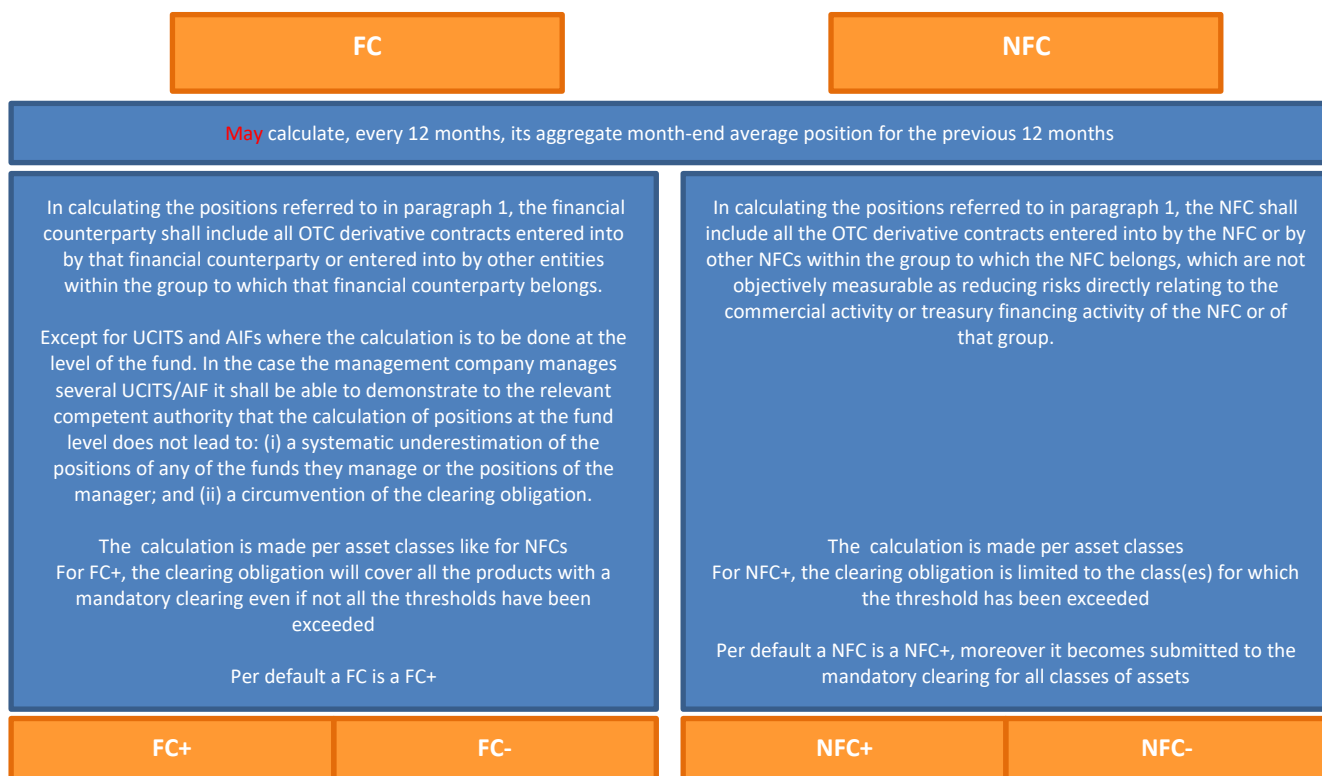 FC
NFC
May calculate, every 12 months, its aggregate month-end average position for the previous 12 months
In calculating the positions referred to in paragraph 1, the financial
counterparty shall include all OTC derivative contracts entered into
by that financial counterparty or entered into by other entities
within the group to which that financial counterparty belongs.
Except for UCITS and AIFs where the calculation is to be done at the
level of the fund. In the case the management company manages
several UCITS/AIF it shall be able to demonstrate to the relevant
competent authority that the calculation of positions at the fund
level does not lead to: (i) a systematic underestimation of the
positions of any of the funds they manage or the positions of the
manager; and (ii) a circumvention of the clearing obligation.
The calculation is made per asset classes like for NFCs
For FC+, the clearing obligation will cover all the products with a
mandatory clearing even if not all the thresholds have been
exceeded
Per default a FC is a FC+
In calculating the positions referred to in paragraph 1, the NFC shall
include all the OTC derivative contracts entered into by the NFC or by
other NFCs within the group to which the NFC belongs, which are not
objectively measurable as reducing risks directly relating to the
commercial activity or treasury financing activity of the NFC or of
that group.
The calculation is made per asset classes
For NFC+, the clearing obligation is limited to the class(es) for which
the threshold has been exceeded
Per default a NFC is a NFC+, moreover it becomes submitted to the
mandatory clearing for all classes of assets
FC+
FC-
NFC+
NFC-